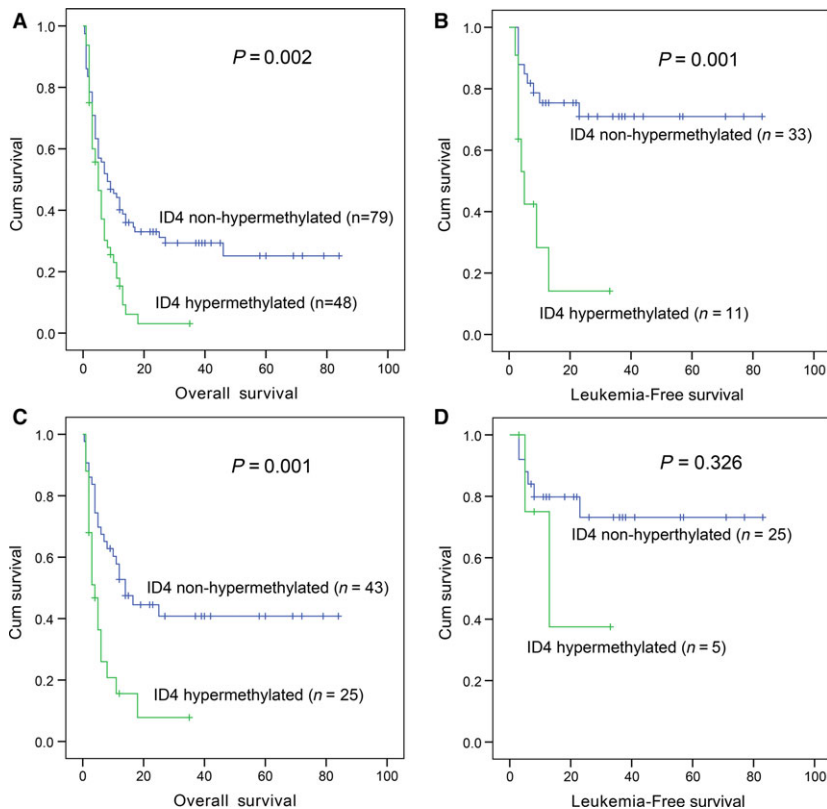 A
P = 0.002
Cum survival
1.0
0.8
0.6
0.4
0.2
0.0
ID4 non-hypermethylated (n=79)
ID4 hypermethylated (n=48)
0 20 40 60 80 100
Overall survival
B
P = 0.001
Cum survival
1.0
0.8
0.6
0.4
0.2
0.0
ID4 non-hypermethylated (n = 33)
ID4 hypermethylated (n = 11)
0 20 40 60 80 100
Leukemia-Free survival
C
P = 0.001
Cum survival
1.0
0.8
0.6
0.4
0.2
0.0
ID4 non-hypermethylated (n = 43)
ID4 hypermethylated (n = 25)
0 20 40 60 80 100
Overall survival
D
P = 0.326
Cum survival
1.0
0.8
0.6
0.4
0.2
0.0
ID4 non-hyperthylated (n = 25)
ID4 hypermethylated (n = 5)
0 20 40 60 80 100
Leukemia-Free survival